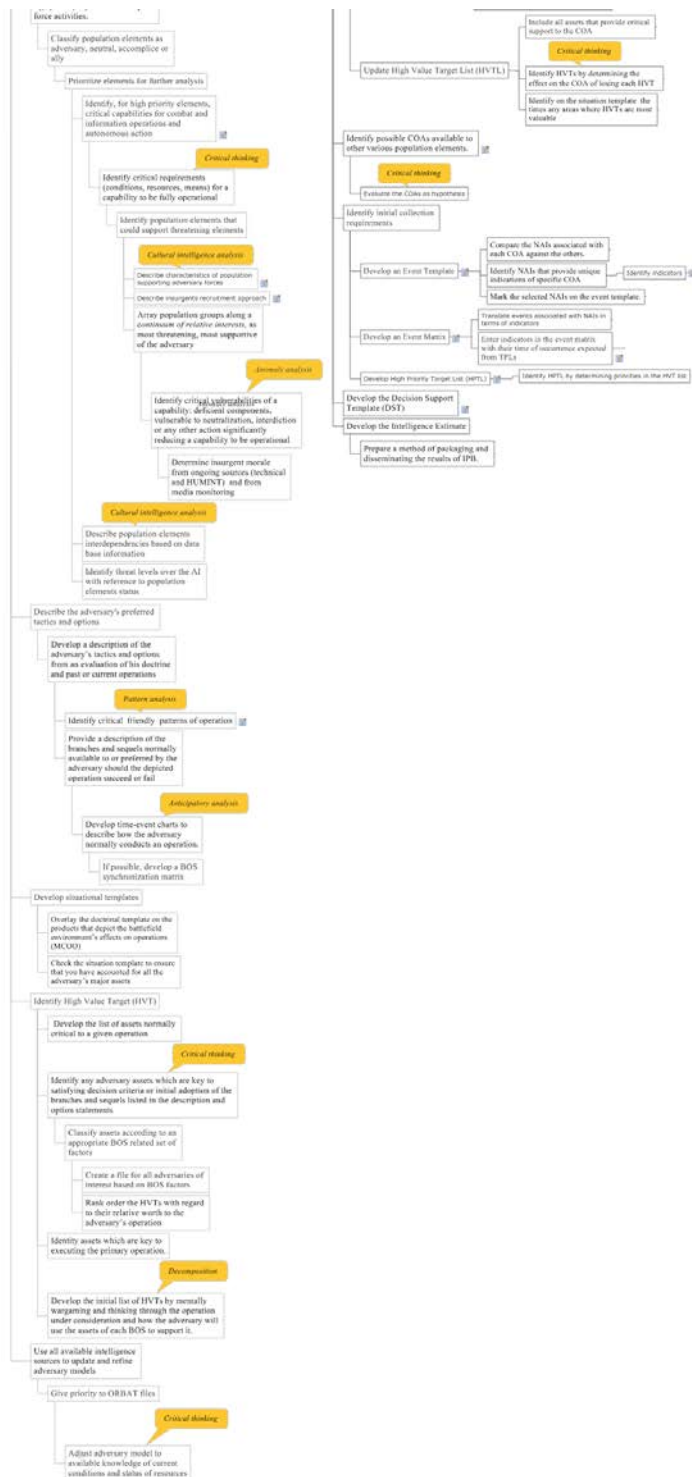 force activities.
Classify population elements as
adversary, neutral, accomplice or
ally
Prioritize elements for further analysis
Identify, for high priority elements,
critical capabilities for combat and
information operations and
autonomous action
Critical thinking
Identify critical requirements
(conditions, resources, means) for a
capability to be fully operational
Identify population elements that
could support threatening elements
Cultural intelligence analysis
Describe characteristics of population
supporting adversary forces
Describe insurgents recruitment approach
Array population groups along a
continuum of relative interests, as
most threatening, most supportive
of the adversary
Anomaly analysis
Identify critical vulnerabilities of a
capability: deficient components,
vulnerable to neutralization, interdiction
or any other action significantly
reducing a capability to be operational
Determine insurgent morale
from ongoing sources (technical
and HUMINT) and from
media monitoring
Cultural intelligence analysis
Describe population elements
interdependencies based on data
base information
Identify threat levels over the AI
with reference to population
elements status
Describe the adversary's preferred
tactics and options
Develop a description of the
adversary's tactics and options
from an evaluation of his doctrine
and past or current operations
Pattern analysis
Identify critical friendly patterns of operation
Provide a description of the
branches and sequels normally
available to or preferred by the
adversary should the depicted
operation succeed or fail
Anticipatory analysis
Develop time-event charts to
describe how the adversary
normally conducts an operation.
If possible, develop a BOS
synchronization matrix
Develop situational templates
Overlay the doctrinal template on the
products that depict the battlefield
environment's effects on operations
(MCOO)
Check the situation template to ensure
that you have accounted for all the
adversary's major assets
Identify High Value Target (HVT)
Develop the list of assets normally
critical to a given operation
Critical thinking
Identify any adversary assets which are key to
satisfying decision criteria or initial adoption of the
branches and sequels listed in the description and
option statements
Classify assets according to an
appropriate BOS related set of
factors
Create a file for all adversaries of
interest based on BOS factors
Rank order the HVTs with regard
to their relative worth to the
adversary's operation
Identity assets which are key to
executing the primary operation.
Decomposition
Develop the initial list of HVTs by mentally
wargaming and thinking through the operation
under consideration and how the adversary will
use the assets of each BOS to support it.
Use all available intelligence
sources to update and refine
adversary models
Give priority to ORBAT files
Critical thinking
Adjust adversary model to
available knowledge of current
conditions and status of resources
Include all assets that provide critical
support to the COA
Critical thinking
Update High Value Target List (HVTL)
Identify HVTs by determining the
effect on the COA of losing each HVT
Identify on the situation template the
times any areas where HVTs are most
valuable
Identify possible COAs available to
other various population elements.
Critical thinking
Evaluate the COAs as hypothesis
Identify initial collection
requirements
Develop an Event Template
Compare the NAIs associated with
each COA against the others.
Identify NAIs that provide unique
indications of specific COA
Identify indicators
Mark the selected NAIs on the event template.
Develop an Event Matrix
Translate events associated with NAIs in
terms of indicators
Enter indicators in the event matrix
with their time of occurrence expected
from TPLs
Develop High Priority Target List (HPTL)
Identify HPTL by determining priorities in the HVT list
Develop the Decision Support
Template (DST)
Develop the Intelligence Estimate
Prepare a method of packaging and
disseminating the results of IPB.